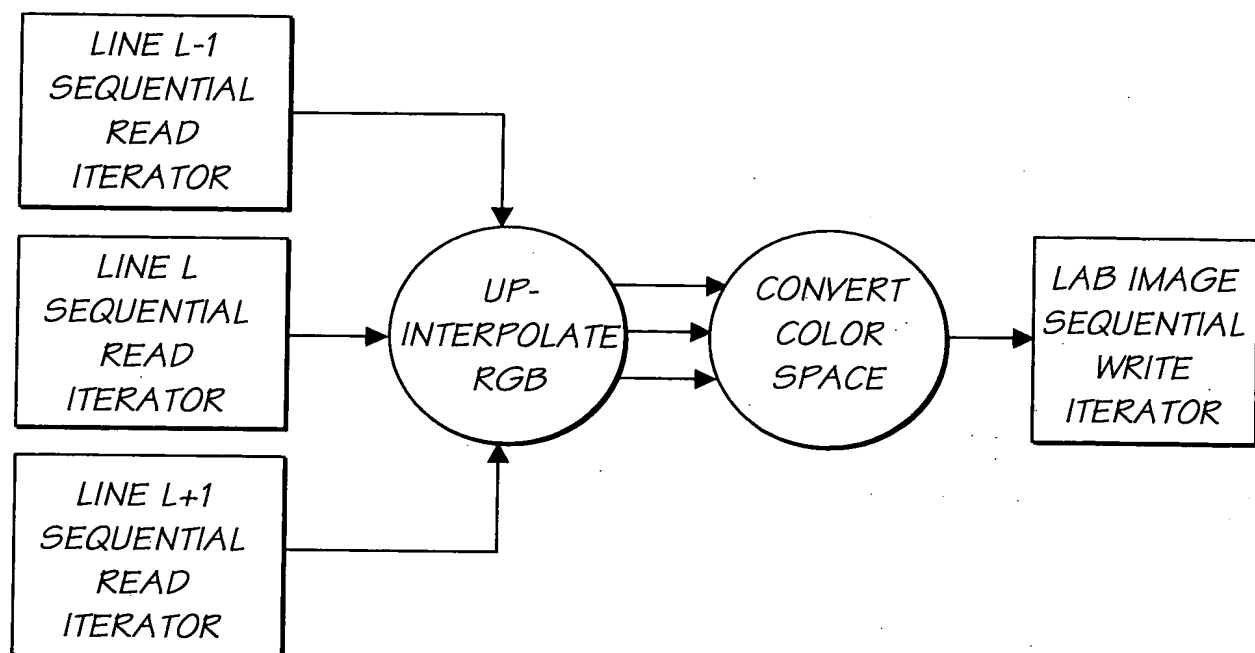 LINE L-1
SEQUENTIAL
READ
ITERATOR
LINE L
SEQUENTIAL
READ
ITERATOR
LINE L+1
SEQUENTIAL
READ
ITERATOR
UP-
INTERPOLATE
RGB
CONVERT
COLOR
SPACE
LAB IMAGE
SEQUENTIAL
WRITE
ITERATOR